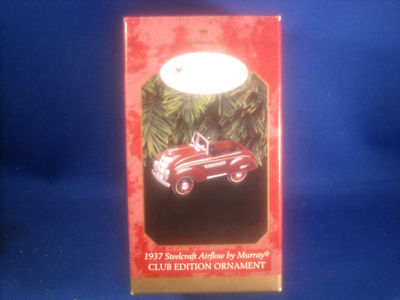 1937 Steelcraft Airflow by Murray®
CLUB EDITION ORNAMENT